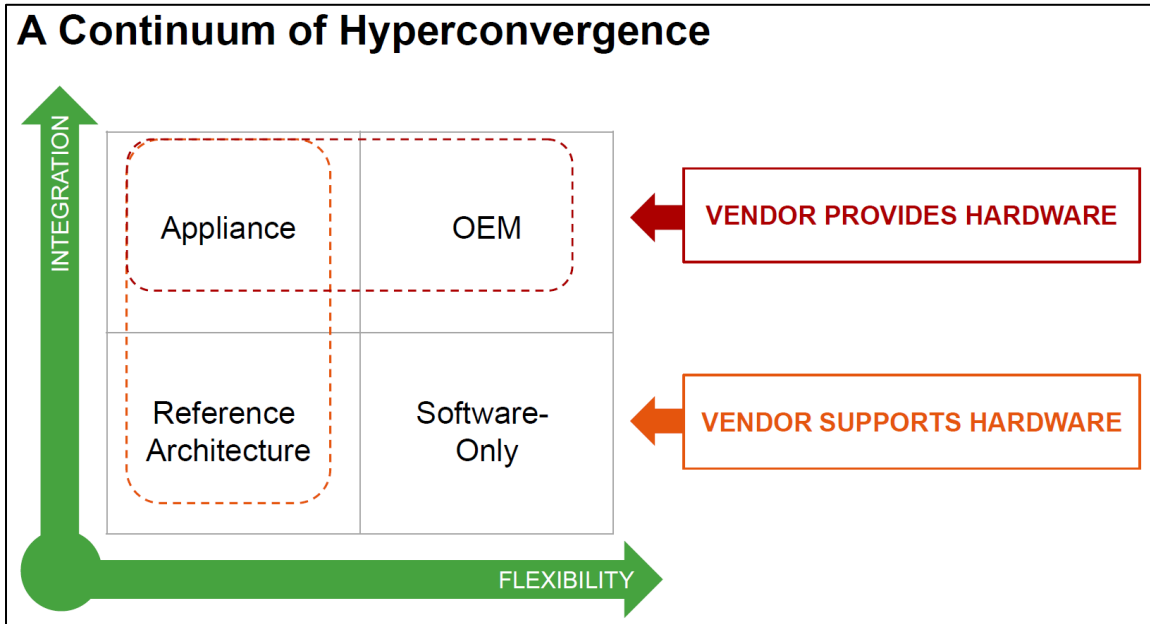 A Continuum of Hyperconvergence
INTEGRATION
Appliance
OEM
VENDOR PROVIDES HARDWARE
Reference
Architecture
Software-
Only
VENDOR SUPPORTS HARDWARE
FLEXIBILITY